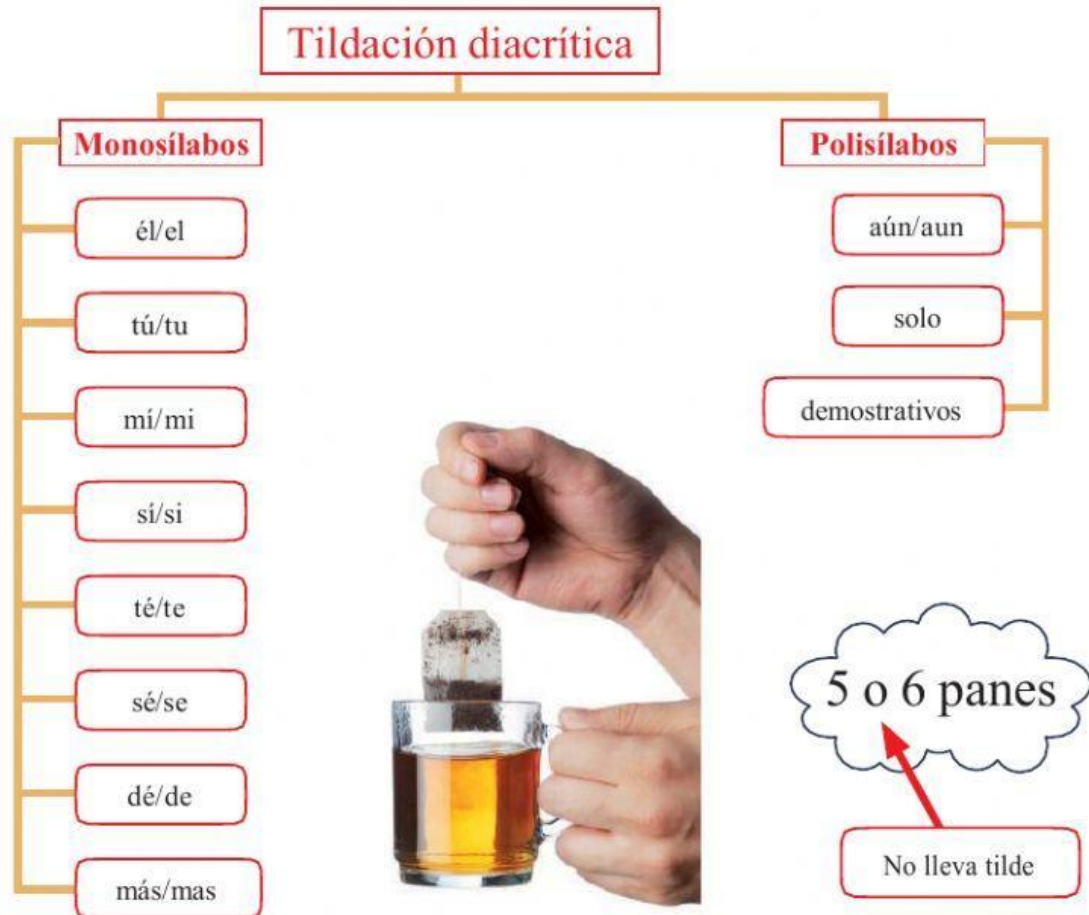 Tildación diacrítica
Monosílabos
él/el
tú/tu
mí/mi
sí/si
té/te
sé/se
dé/de
más/mas
Polisílabos
aún/aun
solo
demostrativos
5 o 6 panes
No lleva tilde